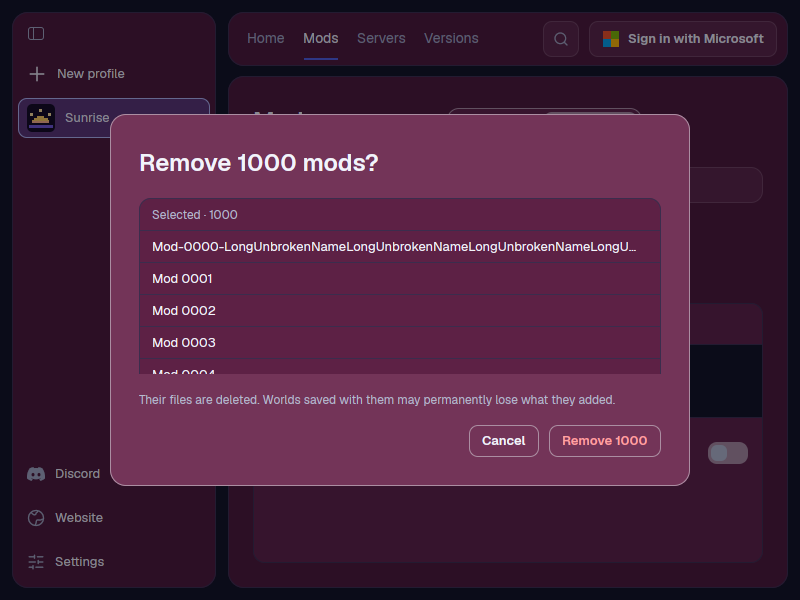 Home Mods Servers Versions
Sign in with Microsoft
New profile
Sunrise
Remove 1000 mods?
Selected · 1000
Mod-0000-LongUnbrokenNameLongUnbrokenNameLongUnbrokenNameLongU…
Mod 0001
Mod 0002
Mod 0003
Mod 0004
Their files are deleted. Worlds saved with them may permanently lose what they added.
Cancel
Remove 1000
Discord
Website
Settings